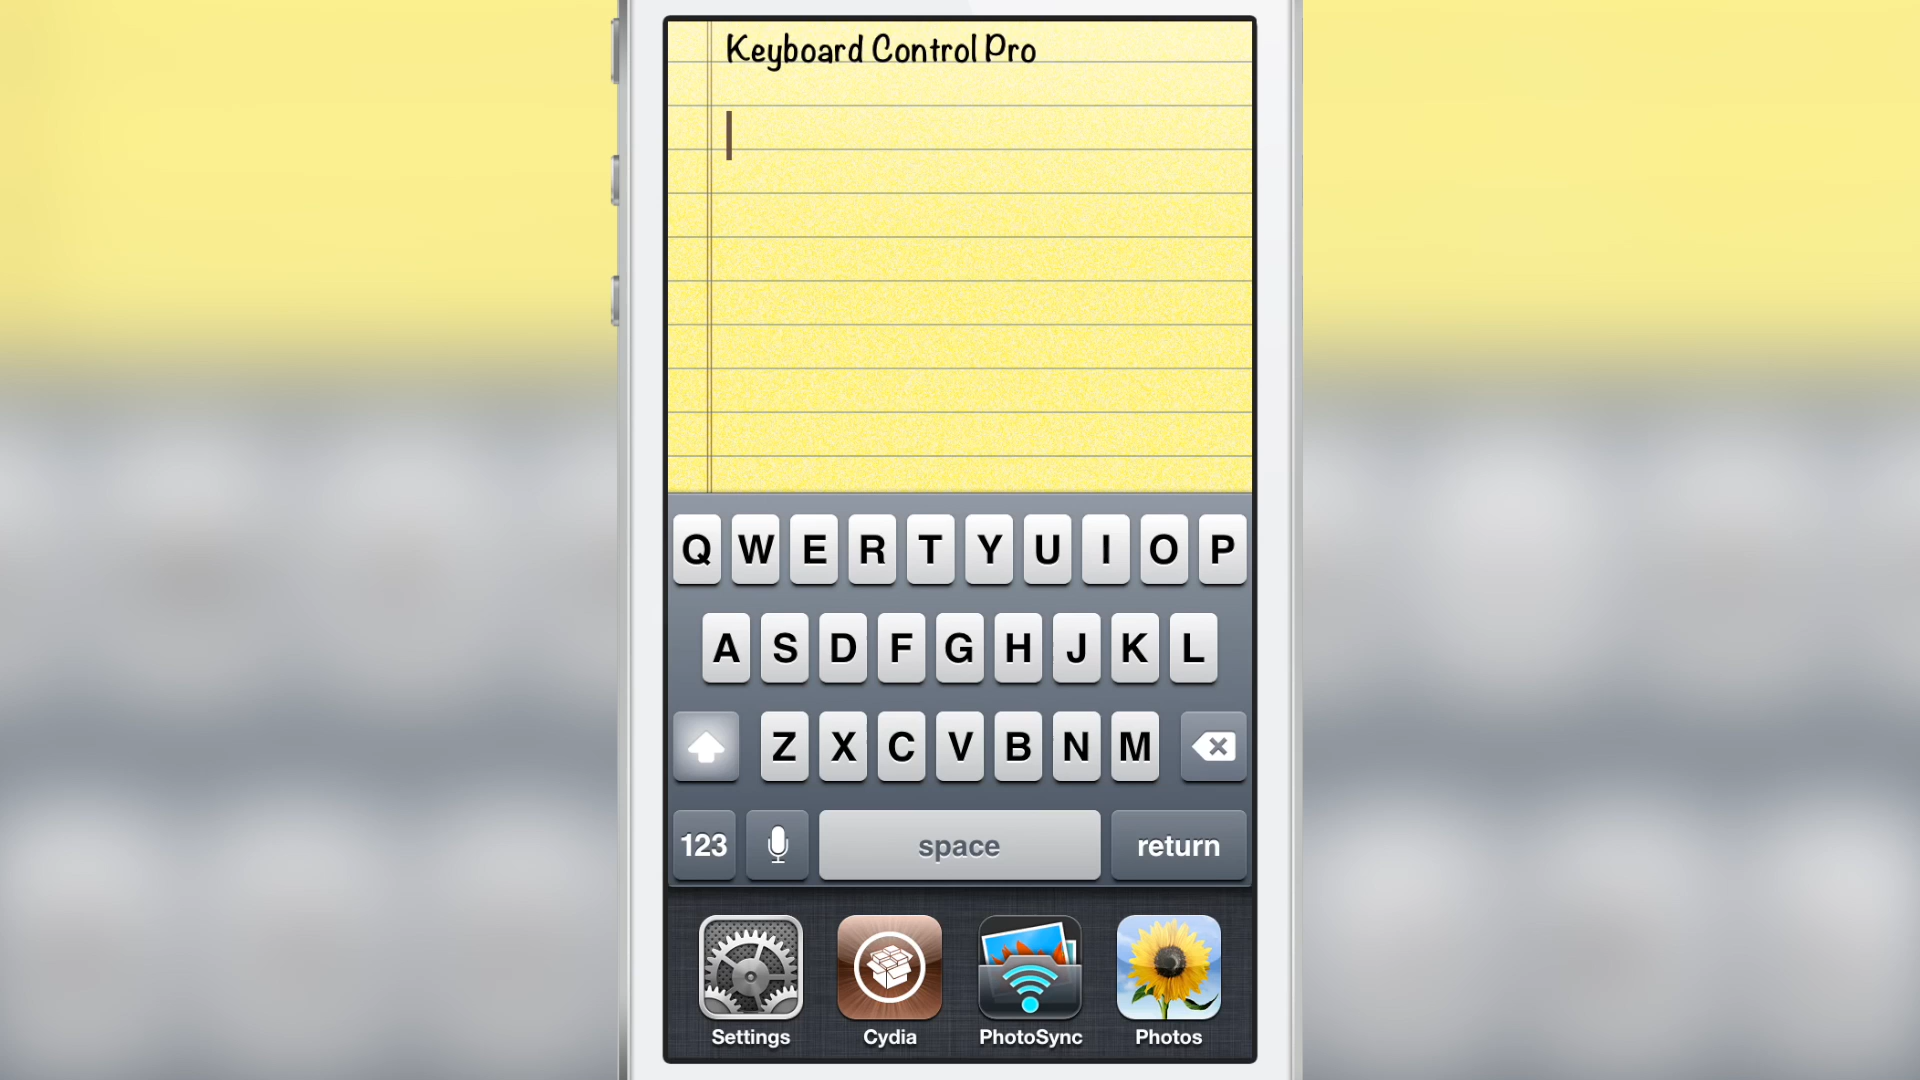 Keyboard Control Pro
Q W E R T Y U I O P
A S D F G H J K L
Z X C V B N M
123 space return
Settings Cydia PhotoSync Photos